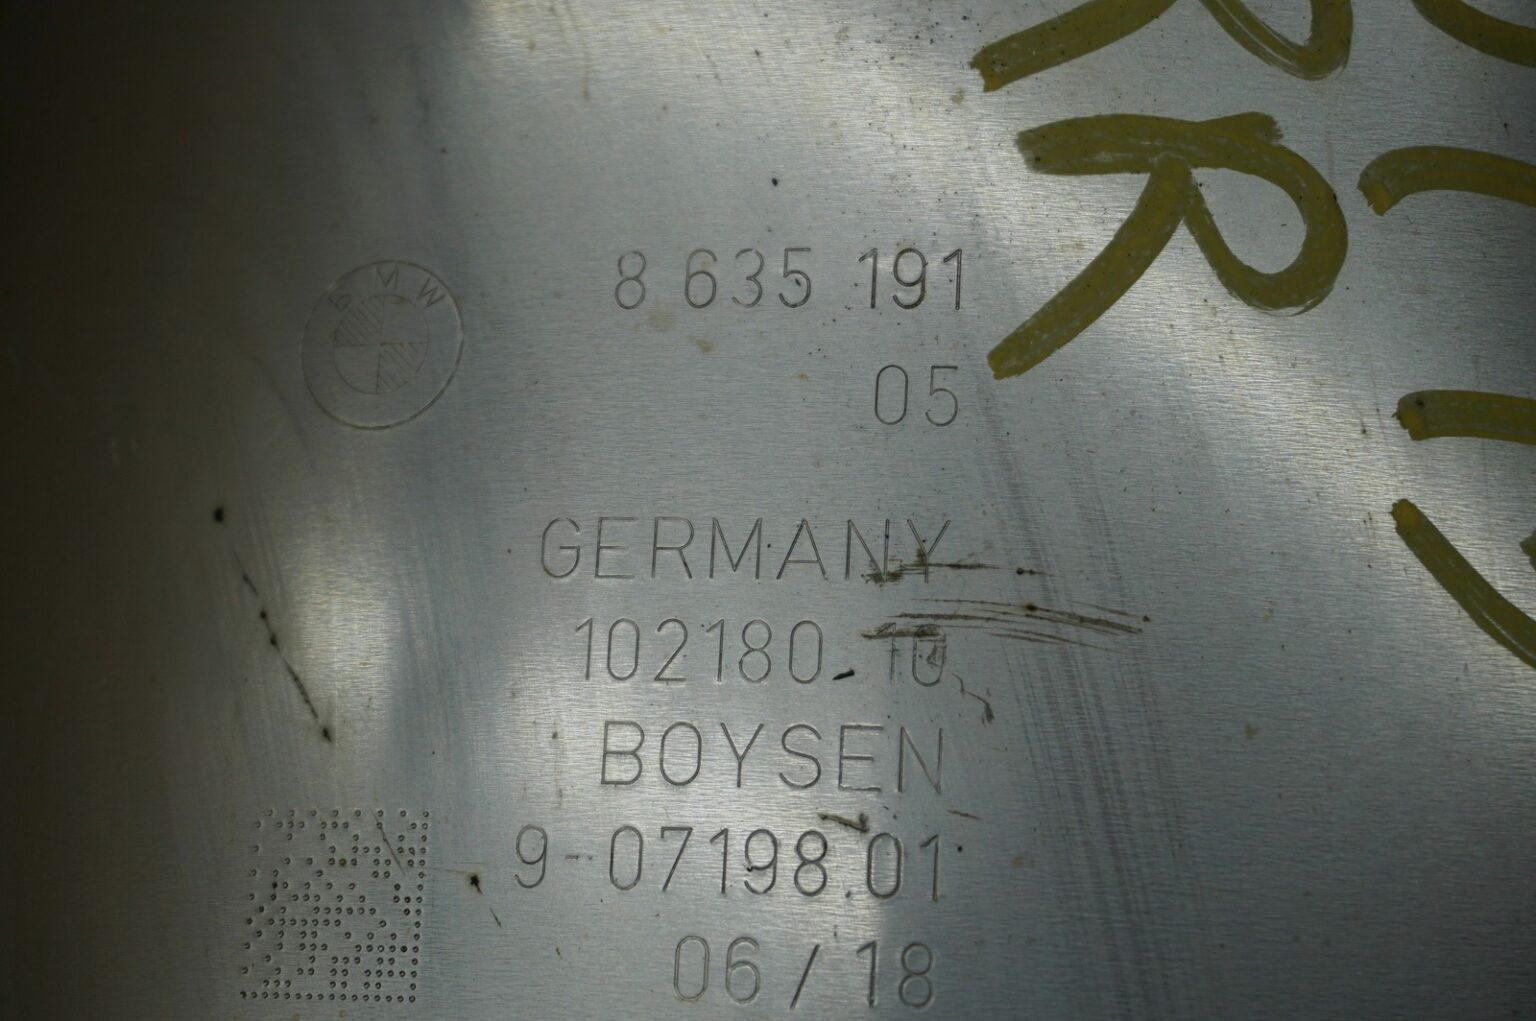 BMW
8 635 191
05
GERMANY
102180.10
BOYSEN
9-07198.01
06/18
R